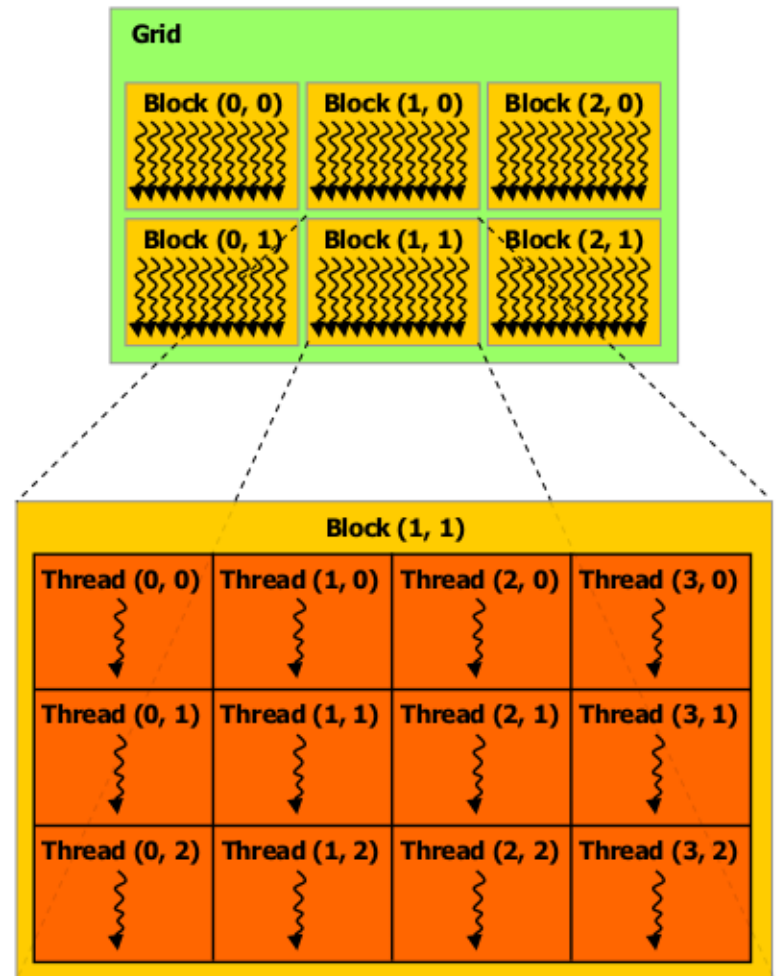 Grid
Block (0, 0) Block (1, 0) Block (2, 0)
Block (0, 1) Block (1, 1) Block (2, 1)
Block (1, 1)
Thread (0, 0) Thread (1, 0) Thread (2, 0) Thread (3, 0)
Thread (0, 1) Thread (1, 1) Thread (2, 1) Thread (3, 1)
Thread (0, 2) Thread (1, 2) Thread (2, 2) Thread (3, 2)